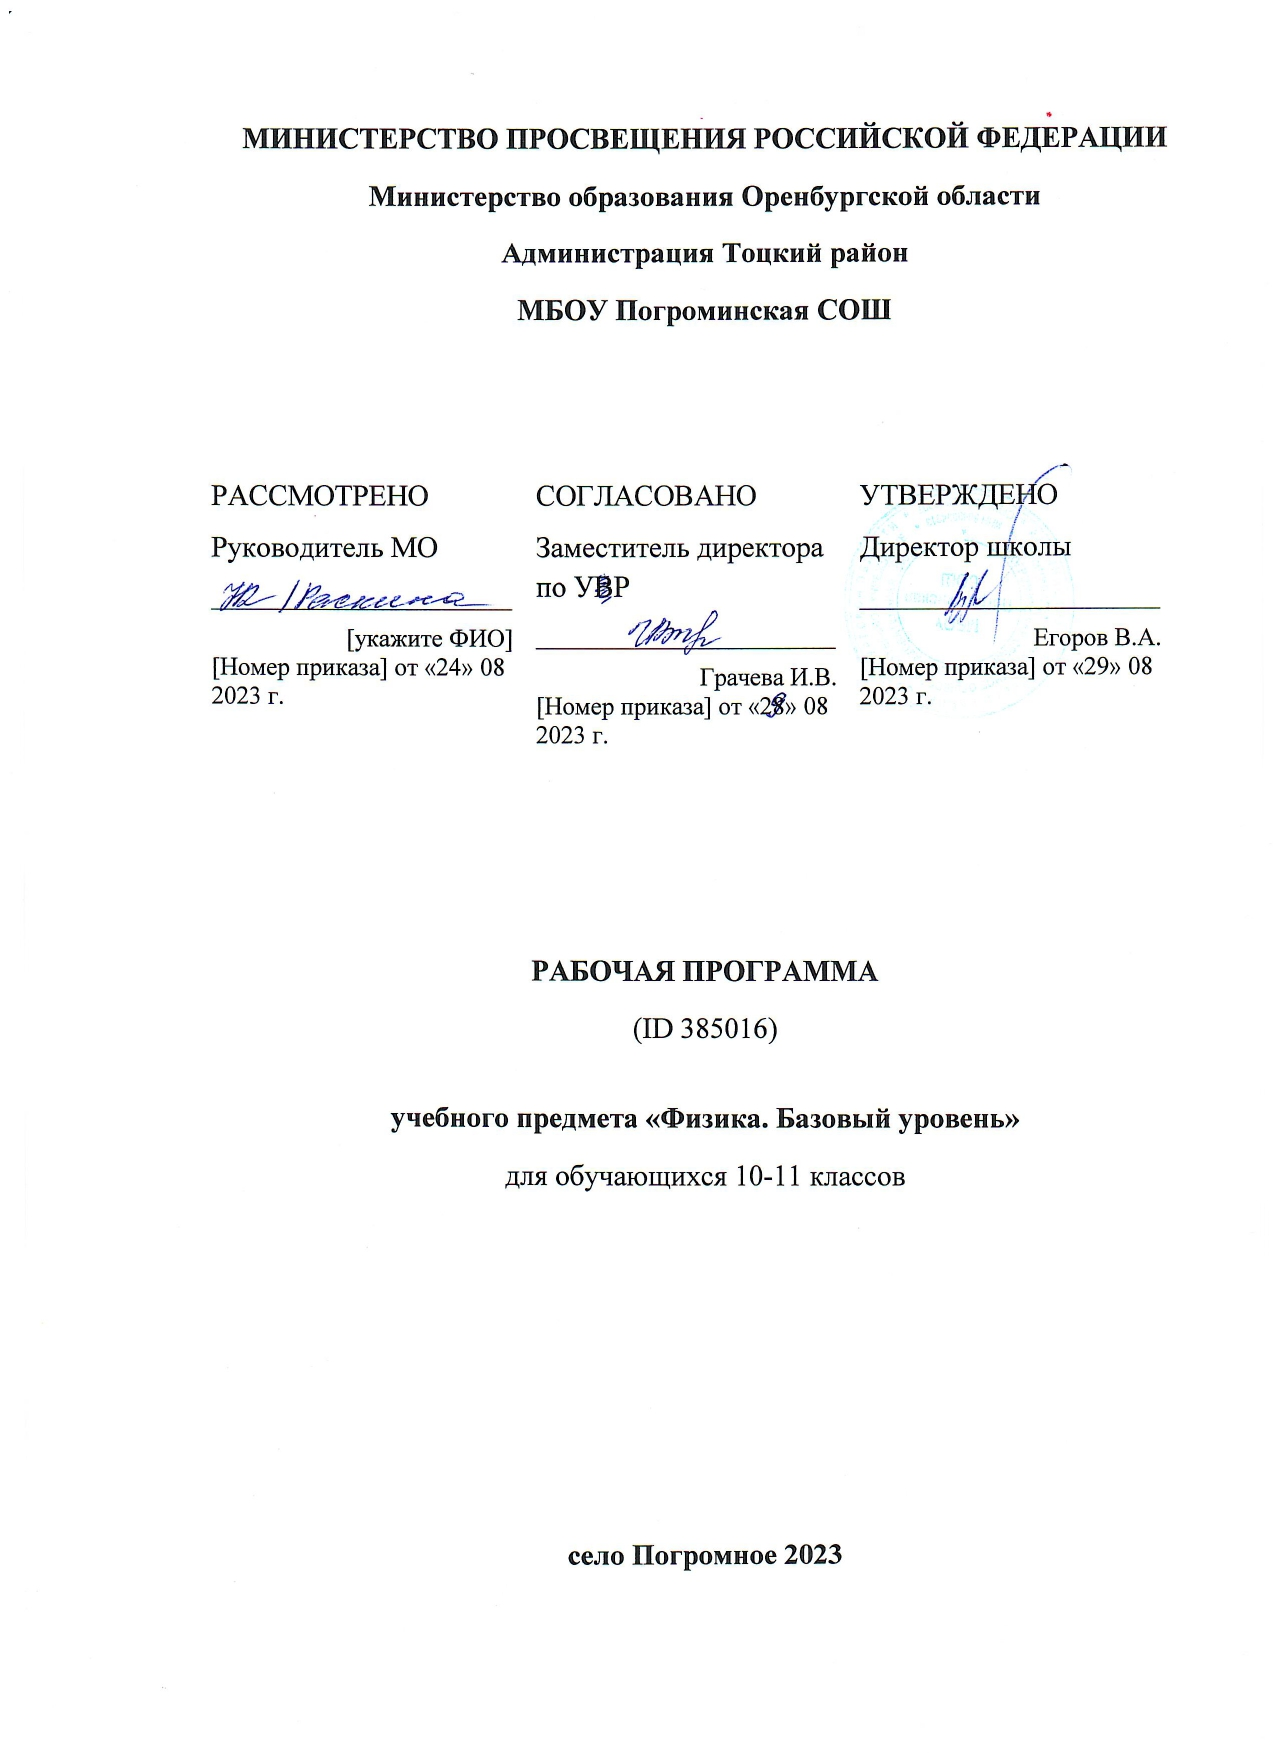 МИНИСТЕРСТВО ПРОСВЕЩЕНИЯ РОССИЙСКОЙ ФЕДЕРАЦИИ
Министерство образования Оренбургской области
Администрация Тоцкий район
МБОУ Погроминская СОШ
РАССМОТРЕНО
Руководитель МО
Раскина
[укажите ФИО]
[Номер приказа] от «24» 08
2023 г.
СОГЛАСОВАНО
Заместитель директора
по УВР
Грачева И.В.
[Номер приказа] от «28» 08
2023 г.
УТВЕРЖДЕНО
Директор школы
Егоров В.А.
[Номер приказа] от «29» 08
2023 г.
РАБОЧАЯ ПРОГРАММА
(ID 385016)
учебного предмета «Физика. Базовый уровень»
для обучающихся 10-11 классов
село Погромное 2023